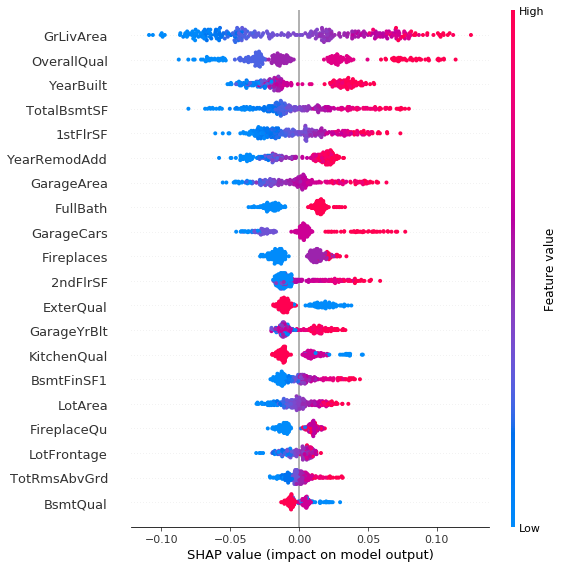 High
GrLivArea
OverallQual
YearBuilt
TotalBsmtSF
1stFlrSF
YearRemodAdd
GarageArea
FullBath
GarageCars
Fireplaces
2ndFlrSF
ExterQual
GarageYrBlt
KitchenQual
BsmtFinSF1
LotArea
FireplaceQu
LotFrontage
TotRmsAbvGrd
BsmtQual
Feature value
Low
−0.10 −0.05 0.00 0.05 0.10
SHAP value (impact on model output)